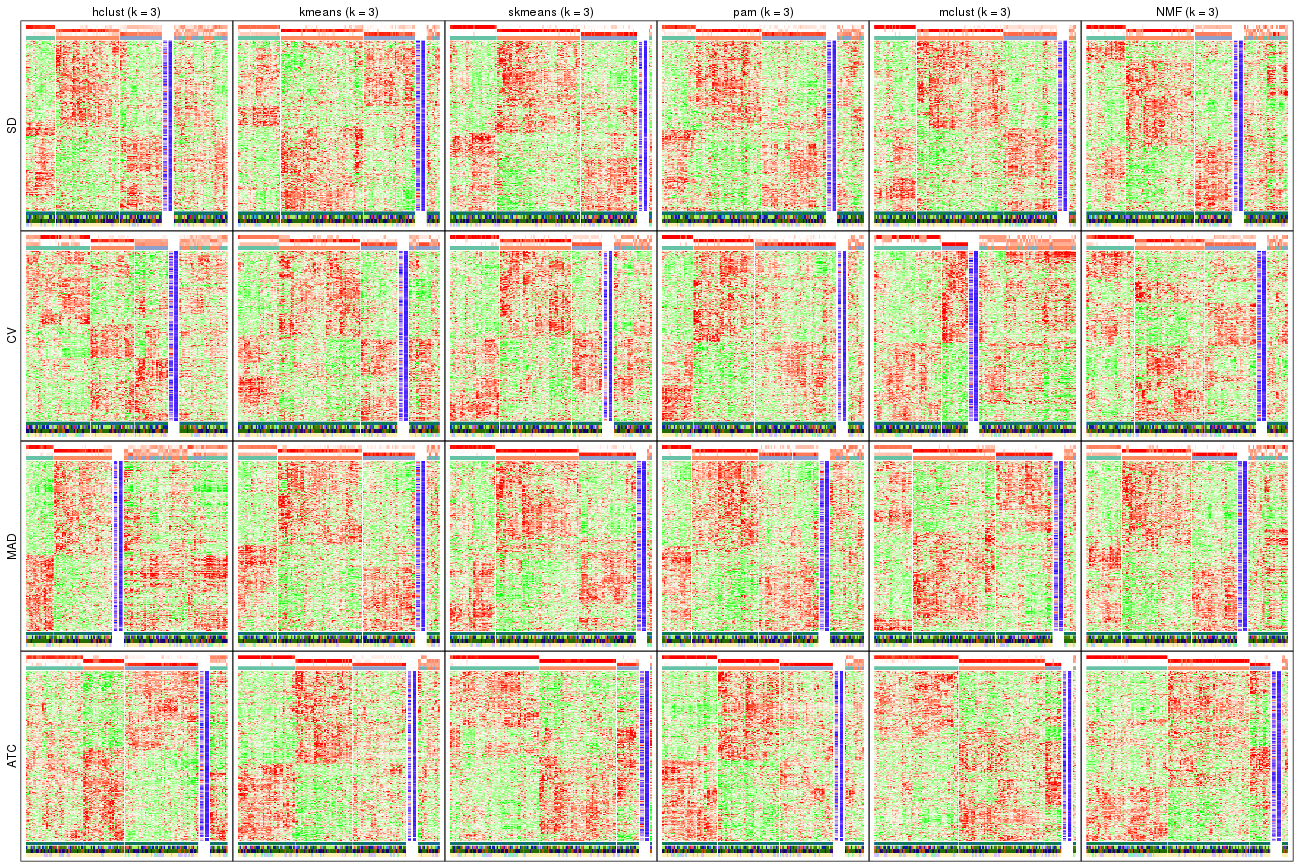 hclust (k = 3)
kmeans (k = 3)
skmeans (k = 3)
pam (k = 3)
mclust (k = 3)
NMF (k = 3)
SD
CV
MAD
ATC